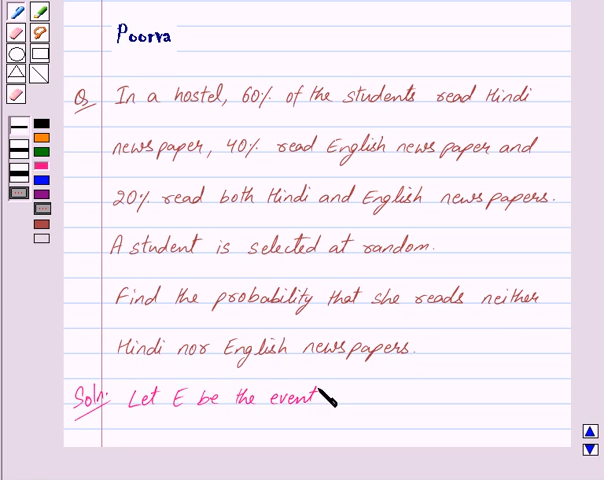 Poorva
Q In a hostel, 60% of the students read Hindi
newspaper, 40% read English newspaper and
20% read both Hindi and English newspapers.
A student is selected at random.
Find the probability that she reads neither
Hindi nor English newspapers.
Soln: Let E be the event